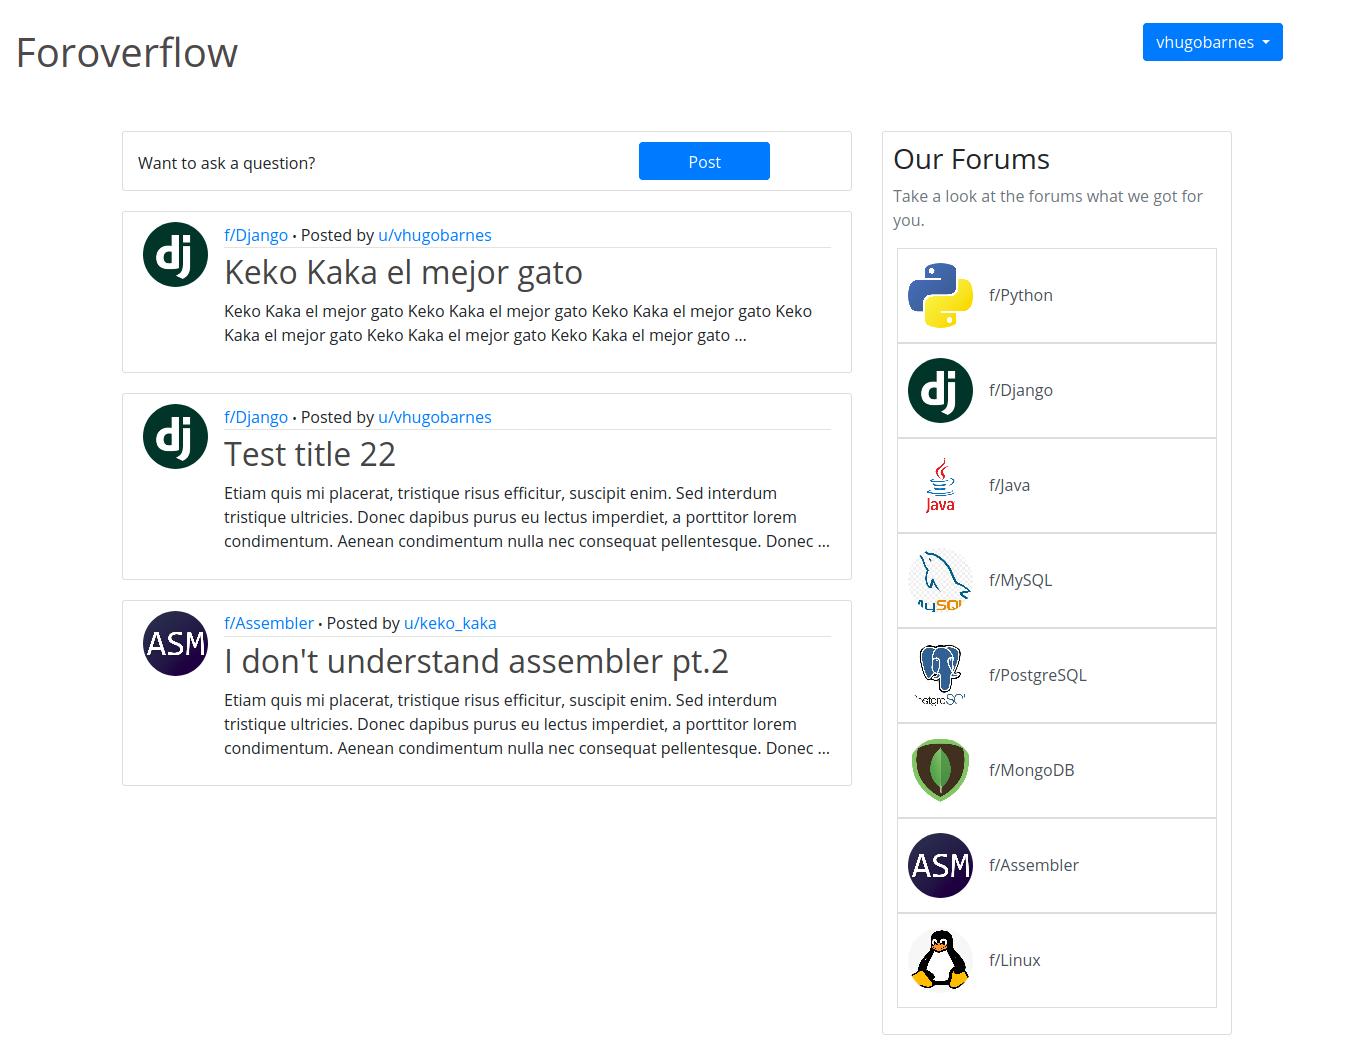 Foroverflow
vhugobarnes
Want to ask a question?
Post
f/Django • Posted by u/vhugobarnes
Keko Kaka el mejor gato
Keko Kaka el mejor gato Keko Kaka el mejor gato Keko Kaka el mejor gato Keko
Kaka el mejor gato Keko Kaka el mejor gato Keko Kaka el mejor gato ...
f/Django • Posted by u/vhugobarnes
Test title 22
Etiam quis mi placerat, tristique risus efficitur, suscipit enim. Sed interdum
tristique ultricies. Donec dapibus purus eu lectus imperdiet, a porttitor lorem
condimentum. Aenean condimentum nulla nec consequat pellentesque. Donec ...
ASM
f/Assembler • Posted by u/keko_kaka
I don't understand assembler pt.2
Etiam quis mi placerat, tristique risus efficitur, suscipit enim. Sed interdum
tristique ultricies. Donec dapibus purus eu lectus imperdiet, a porttitor lorem
condimentum. Aenean condimentum nulla nec consequat pellentesque. Donec ...
Our Forums
Take a look at the forums what we got for
you.
f/Python
dj
f/Django
Java
f/Java
MySQL
f/MySQL
f/PostgreSQL
f/MongoDB
ASM
f/Assembler
f/Linux